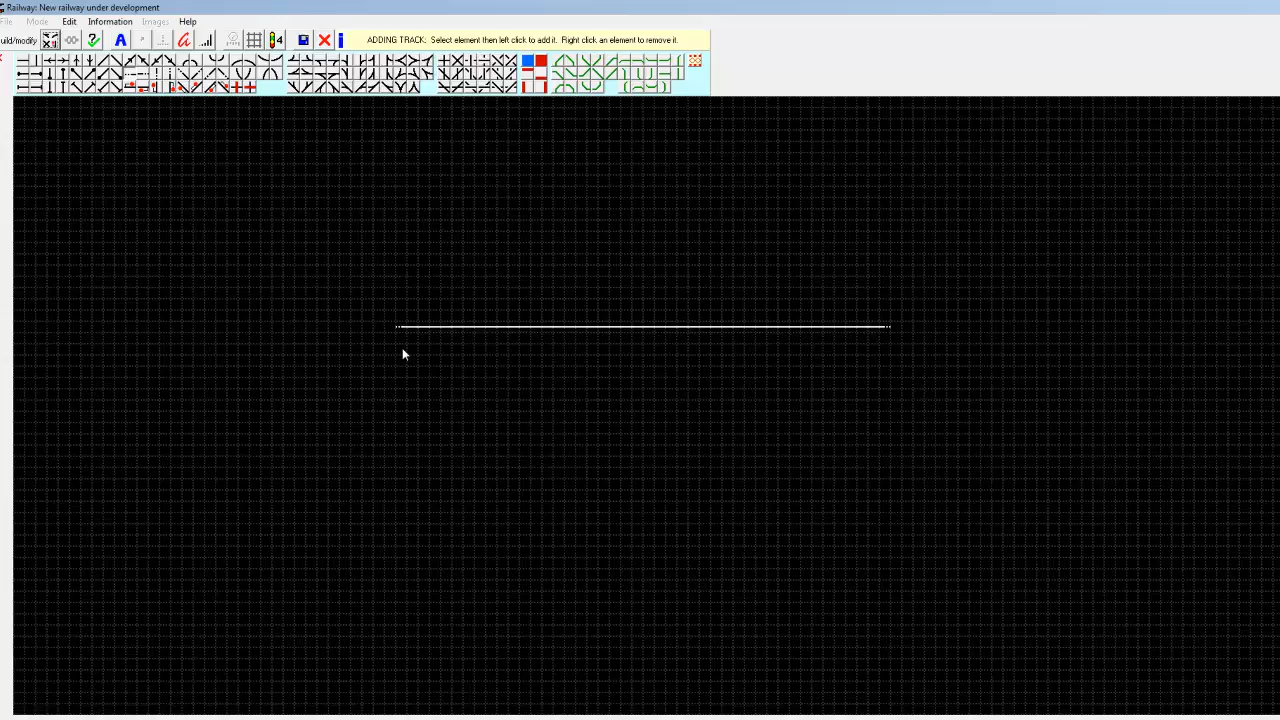 Railway: New railway under development
File Mode Edit Information Images Help
uild/modify A a 4 ADDING TRACK: Select element then left click to add it. Right click an element to remove it.